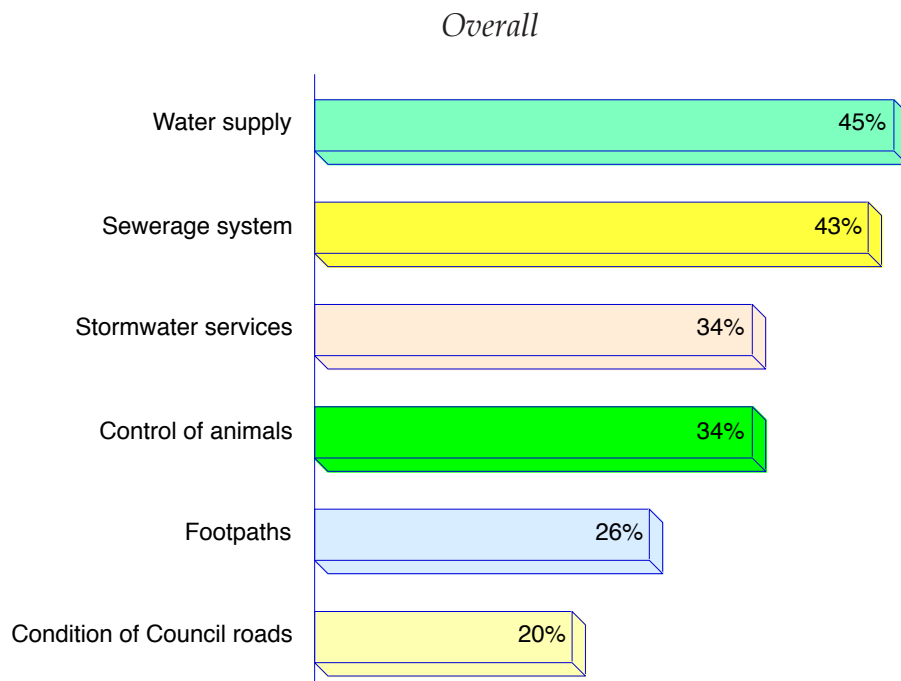 Overall
Water supply 45%
Sewerage system 43%
Stormwater services 34%
Control of animals 34%
Footpaths 26%
Condition of Council roads 20%